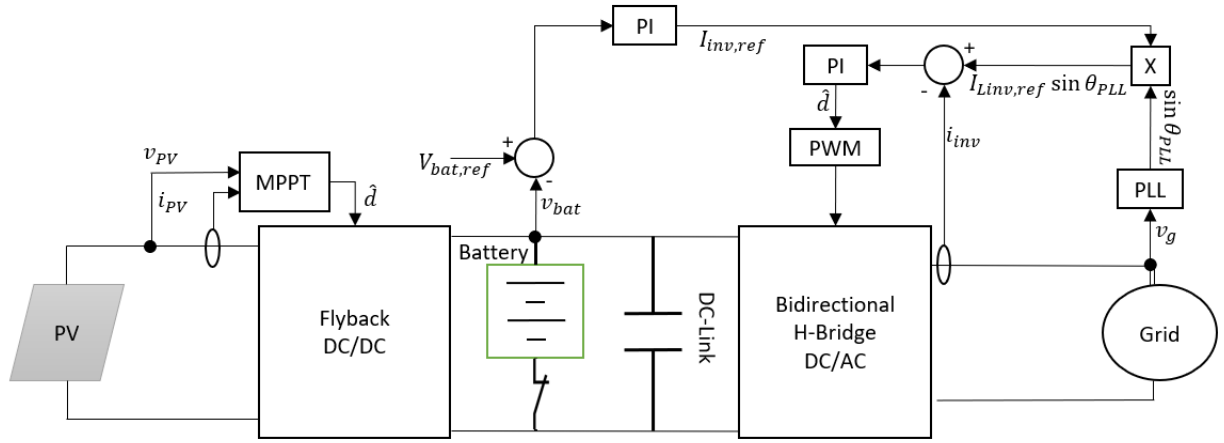 PI
I_{inv,ref}
X
PI
+
-
I_{Linv,ref} sin θ_{PLL}
sin θ_{PLL}
d̂
i_{inv}
PWM
v_{PV}
i_{PV}
MPPT
d̂
V_{bat,ref}
+
-
v_{bat}
PLL
v_g
Battery
PV
Flyback
DC/DC
DC-Link
Bidirectional
H-Bridge
DC/AC
Grid